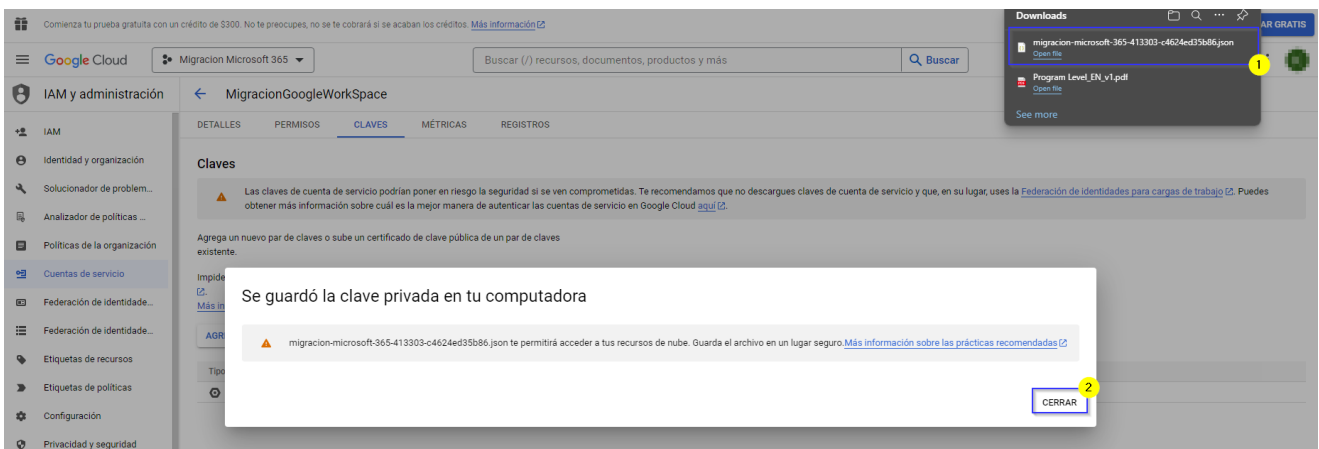 Comienza tu prueba gratuita con un crédito de $300. No te preocupes, no se te cobrará si se acaban los créditos. Más información
AR GRATIS
Downloads
migracion-microsoft-365-413303-c4624ed35b86.json
Open file
1
Program Level_EN_v1.pdf
Open file
See more
Google Cloud
Migracion Microsoft 365
Buscar (/) recursos, documentos, productos y más
Buscar
IAM y administración
MigracionGoogleWorkSpace
IAM
Identidad y organización
Solucionador de problem...
Analizador de políticas ...
Políticas de la organización
Cuentas de servicio
Federación de identidade...
Federación de identidade...
Etiquetas de recursos
Etiquetas de políticas
Configuración
Privacidad y seguridad
DETALLES
PERMISOS
CLAVES
MÉTRICAS
REGISTROS
Claves
Las claves de cuenta de servicio podrían poner en riesgo la seguridad si se ven comprometidas. Te recomendamos que no descargues claves de cuenta de servicio y que, en su lugar, uses la Federación de identidades para cargas de trabajo. Puedes
obtener más información sobre cuál es la mejor manera de autenticar las cuentas de servicio en Google Cloud aquí.
Agrega un nuevo par de claves o sube un certificado de clave pública de un par de claves
existente.
Impide
Más in
AGR
Tipo
Se guardó la clave privada en tu computadora
migracion-microsoft-365-413303-c4624ed35b86.json te permitirá acceder a tus recursos de nube. Guarda el archivo en un lugar seguro.Más información sobre las prácticas recomendadas
2
CERRAR